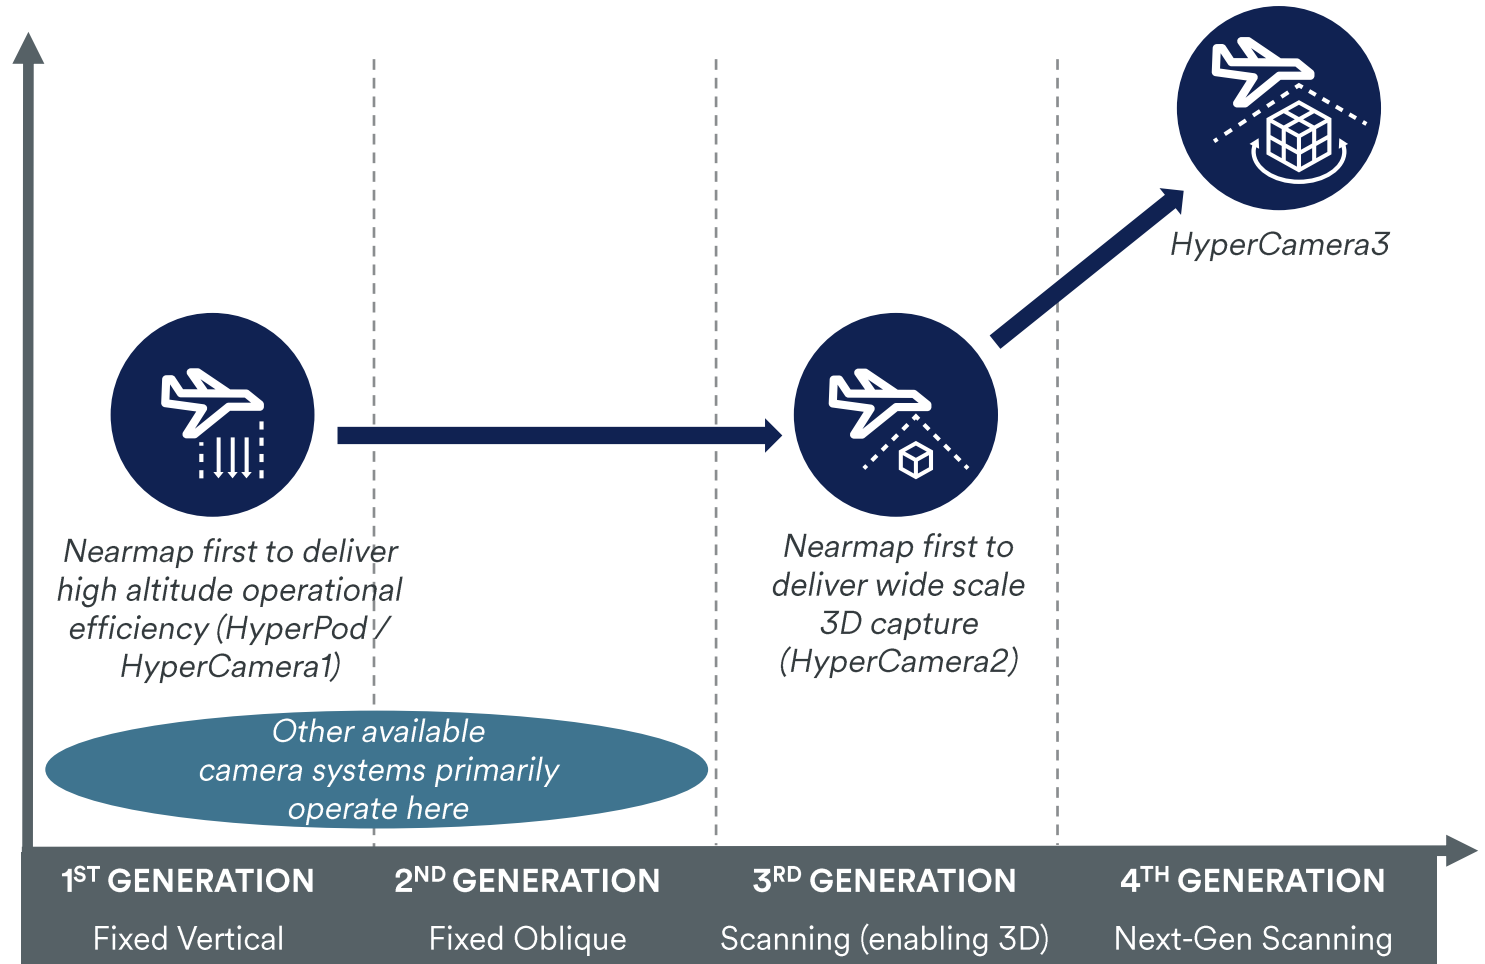 HyperCamera3
Nearmap first to deliver
high altitude operational
efficiency (HyperPod /
HyperCamera1)
Nearmap first to
deliver wide scale
3D capture
(HyperCamera2)
Other available
camera systems primarily
operate here
1ST GENERATION
Fixed Vertical
2ND GENERATION
Fixed Oblique
3RD GENERATION
Scanning (enabling 3D)
4TH GENERATION
Next-Gen Scanning